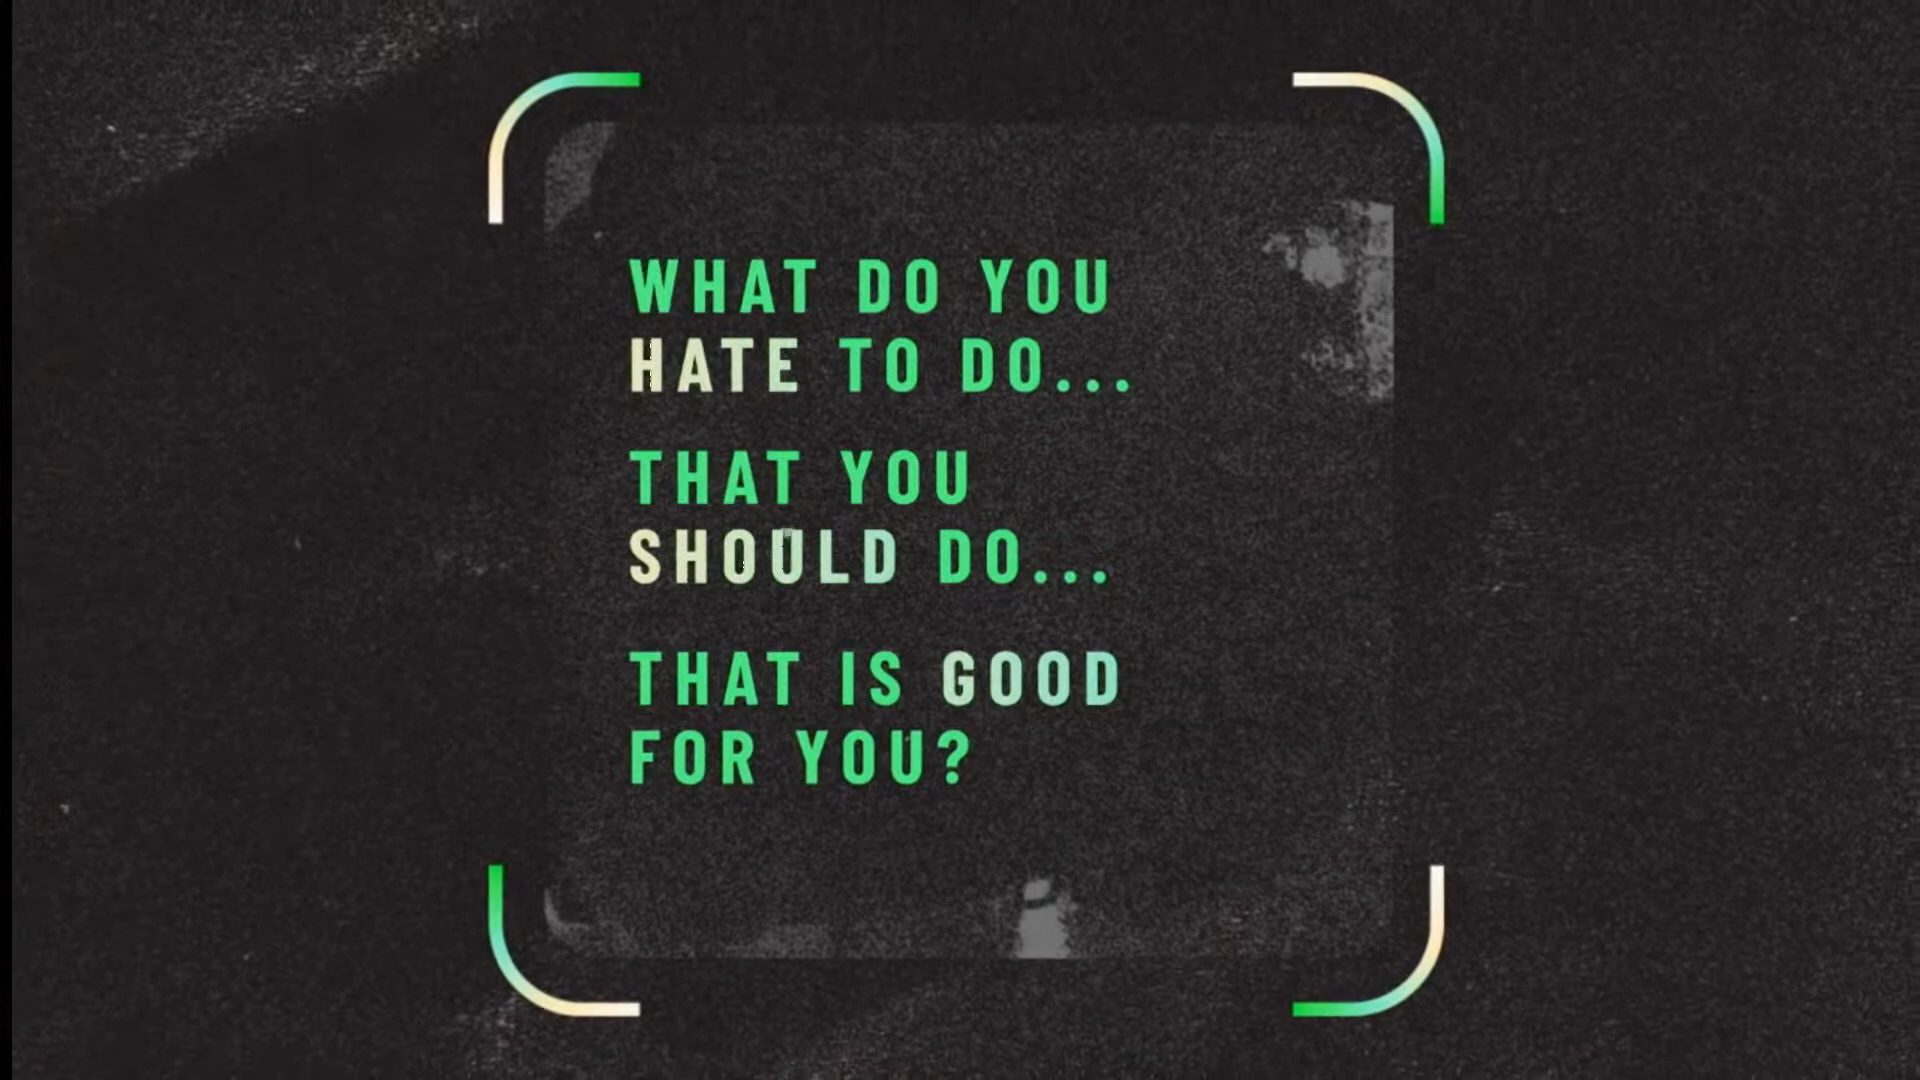 WHAT DO YOU
HATE TO DO...
THAT YOU
SHOULD DO...
THAT IS GOOD
FOR YOU?